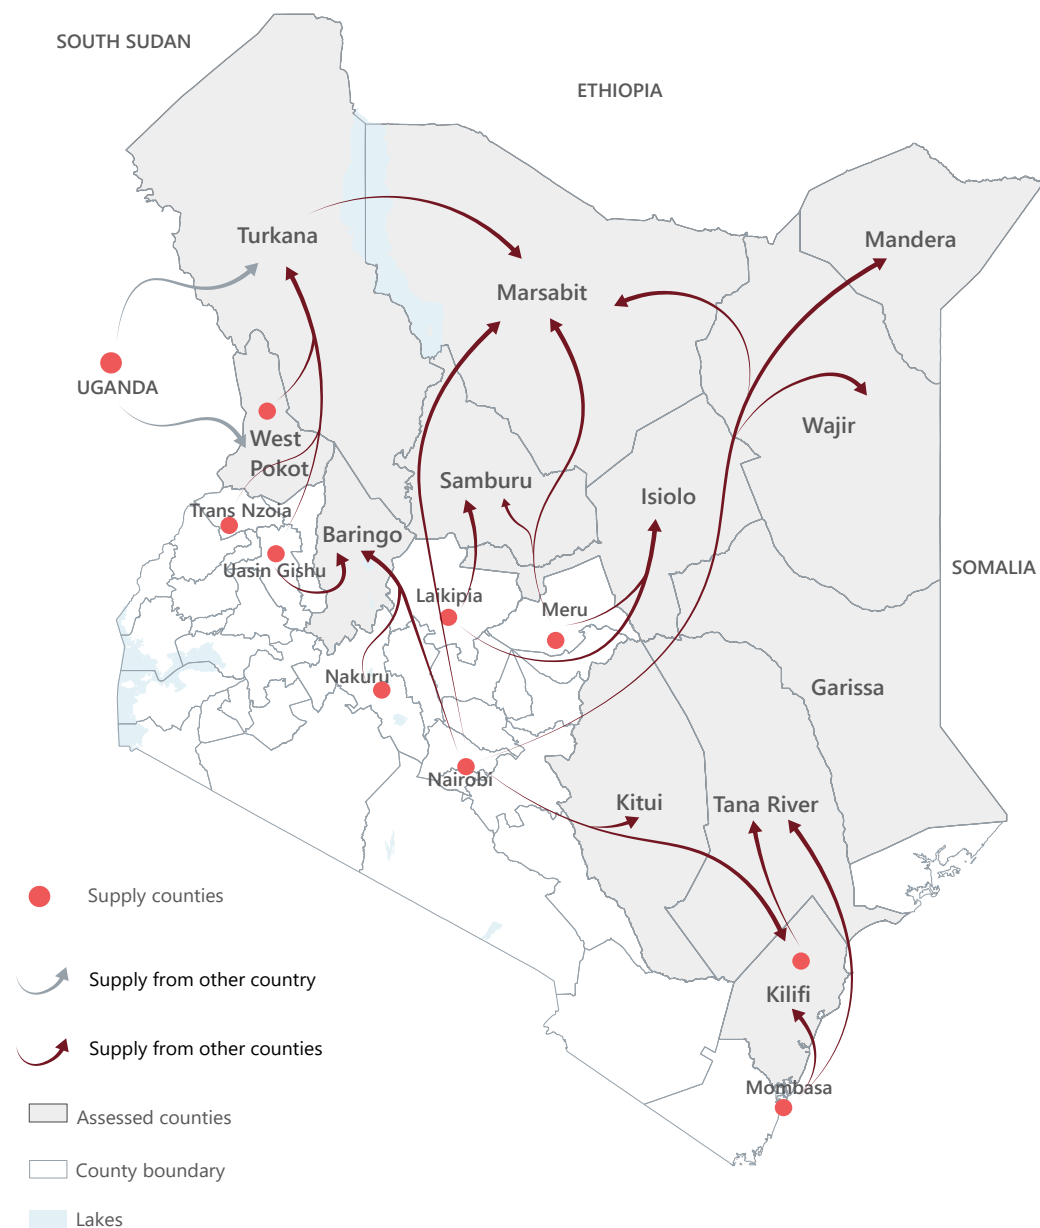 SOUTH SUDAN
ETHIOPIA
Turkana
Mandera
Marsabit
UGANDA
Wajir
West
Pokot
Samburu
Isiolo
Trans Nzoia
Baringo
Uasin Gishu
SOMALIA
Laikipia
Meru
Nakuru
Garissa
Nairobi
Kitui
Tana River
Kilifi
Mombasa
Supply counties
Supply from other country
Supply from other counties
Assessed counties
County boundary
Lakes